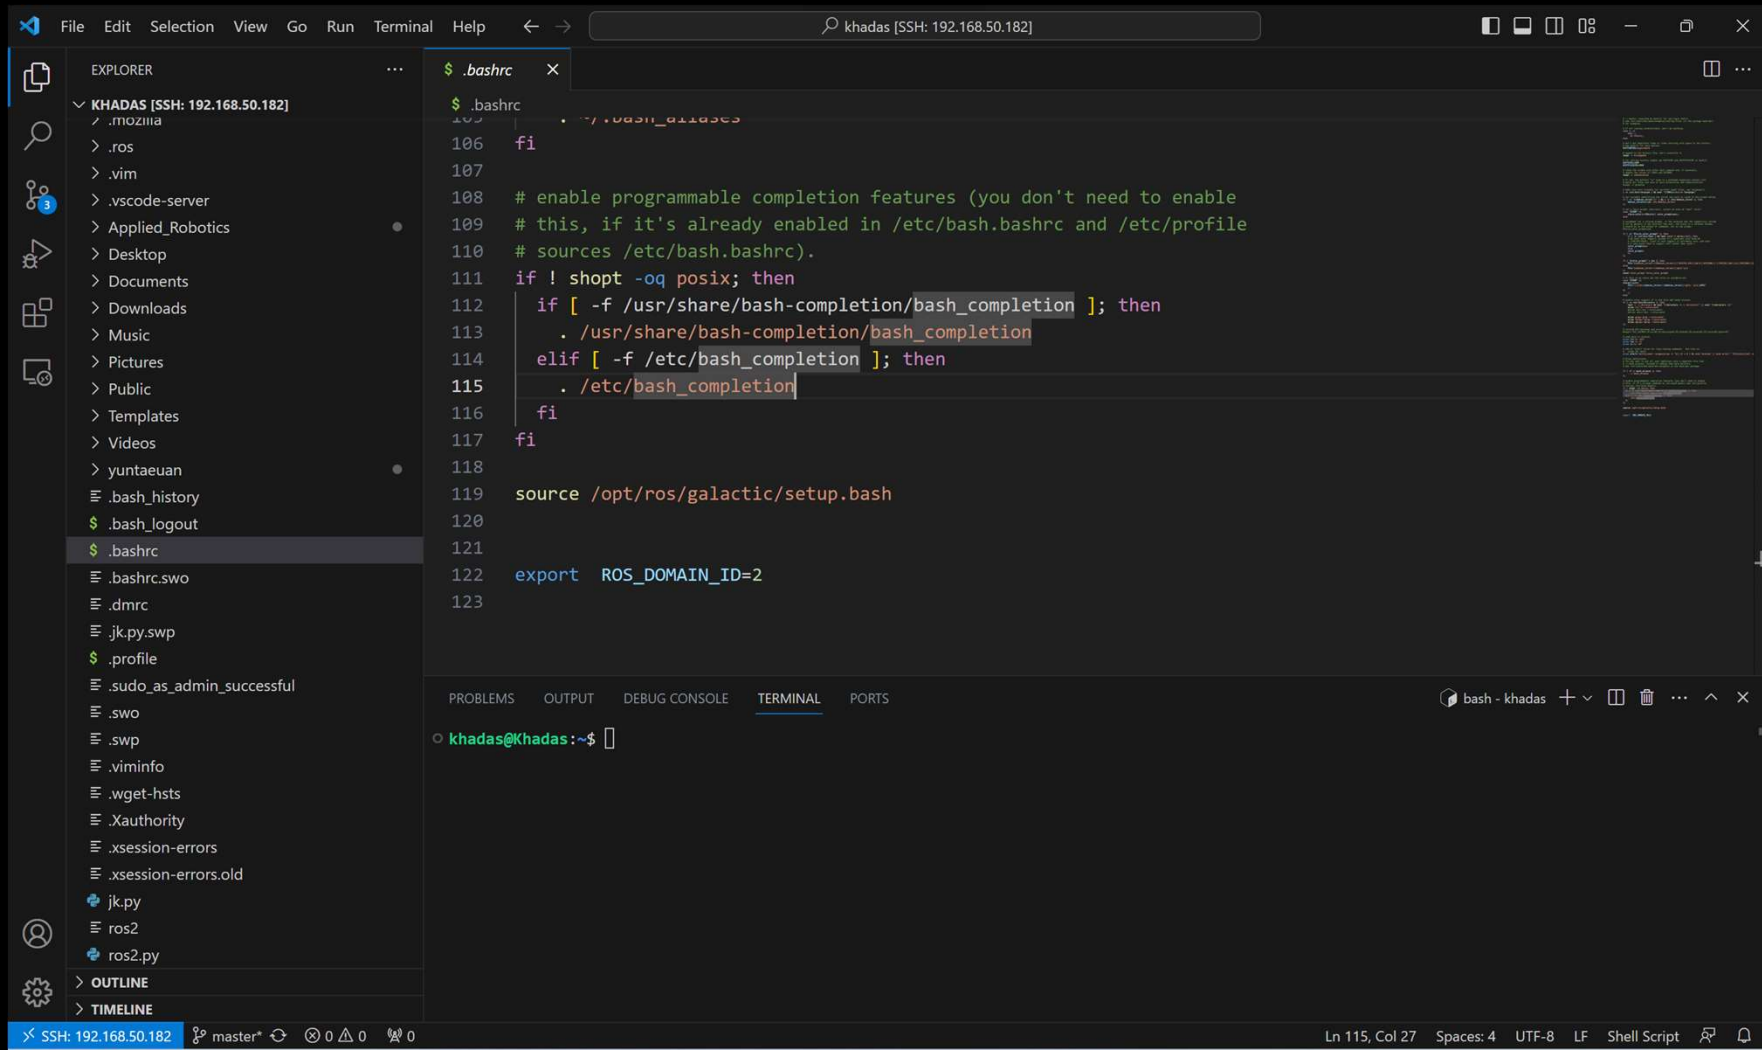 File Edit Selection View Go Run Terminal Help
khadas [SSH: 192.168.50.182]
EXPLORER
KHADAS [SSH: 192.168.50.182]
.mozilla
.ros
.vim
.vscode-server
Applied_Robotics
Desktop
Documents
Downloads
Music
Pictures
Public
Templates
Videos
yuntaeuan
.bash_history
$ .bash_logout
$ .bashrc
.bashrc.swo
.dmrc
.jk.py.swp
$ .profile
.sudo_as_admin_successful
.swo
.swp
.viminfo
.wget-hsts
.Xauthority
.xsession-errors
.xsession-errors.old
jk.py
ros2
ros2.py
OUTLINE
TIMELINE
3
$ .bashrc
$ .bashrc
105 . ~/.bash_aliases
106 fi
107
108 # enable programmable completion features (you don't need to enable
109 # this, if it's already enabled in /etc/bash.bashrc and /etc/profile
110 # sources /etc/bash.bashrc).
111 if ! shopt -oq posix; then
112 if [ -f /usr/share/bash-completion/bash_completion ]; then
113 . /usr/share/bash-completion/bash_completion
114 elif [ -f /etc/bash_completion ]; then
115 . /etc/bash_completion
116 fi
117 fi
118
119 source /opt/ros/galactic/setup.bash
120
121
122 export ROS_DOMAIN_ID=2
123
PROBLEMS OUTPUT DEBUG CONSOLE TERMINAL PORTS
bash - khadas
khadas@Khadas:~$
SSH: 192.168.50.182 master* 0 0 0
Ln 115, Col 27 Spaces: 4 UTF-8 LF Shell Script